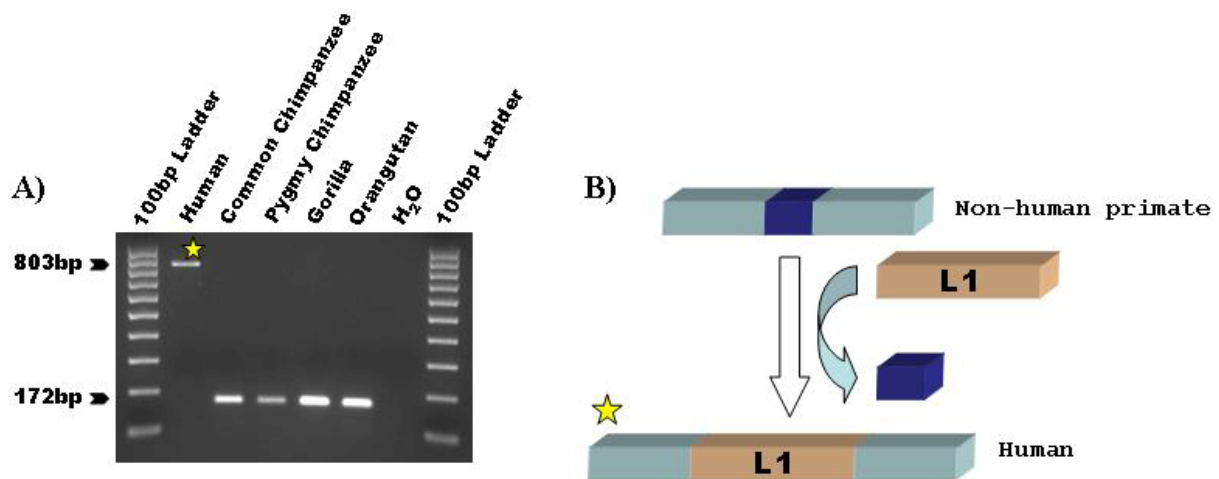 A)
100bp Ladder
Human
Common Chimpanzee
Pygmy Chimpanzee
Gorilla
Orangutan
H₂O
100bp Ladder
803bp
172bp
B)
Non-human primate
L1
L1
Human